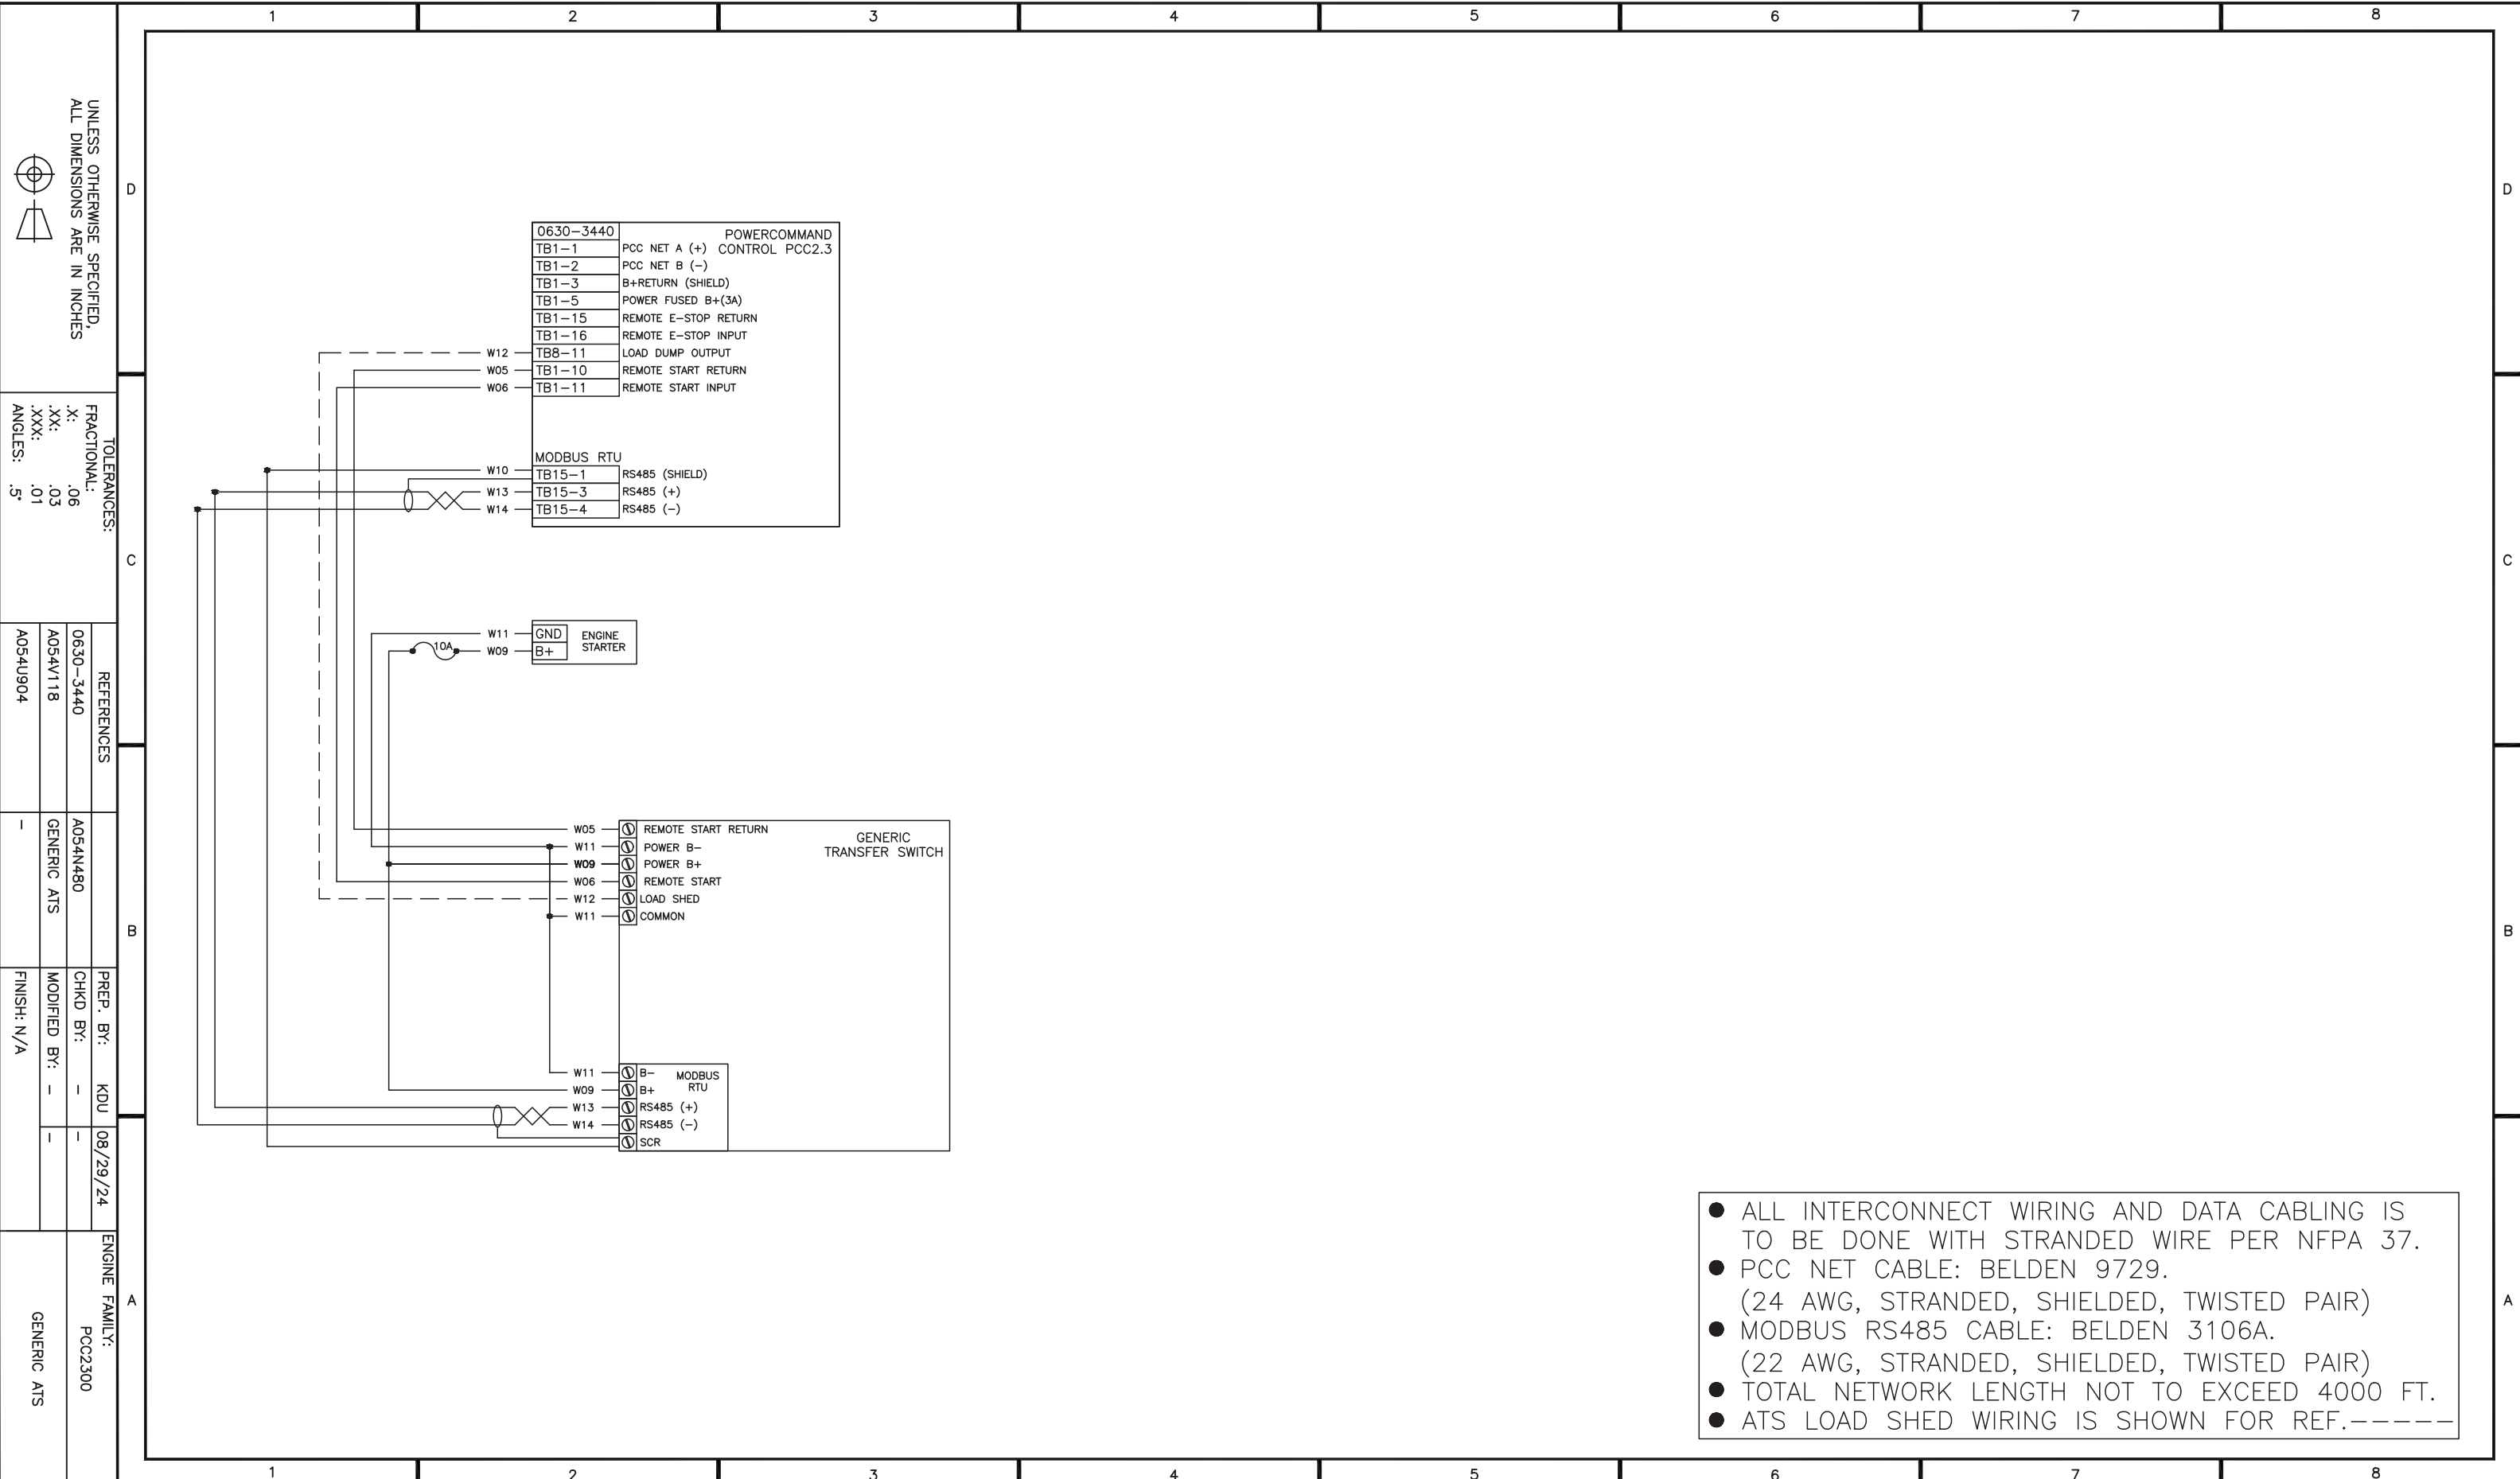 1 2 3 4 5 6 7 8
D
C
B
A
D
C
B
A
UNLESS OTHERWISE SPECIFIED,
ALL DIMENSIONS ARE IN INCHES
TOLERANCES:
FRACTIONAL:
.X: .06
.XX: .03
.XXX: .01
ANGLES: .5°
REFERENCES
0630-3440 A054N480
A054V118 GENERIC ATS
A054U904 -
PREP. BY: KDU 08/29/24
CHKD BY: - -
MODIFIED BY: - -
FINISH: N/A
ENGINE FAMILY:
PCC2300
GENERIC ATS
0630-3440 POWERCOMMAND
CONTROL PCC2.3
TB1-1 PCC NET A (+)
TB1-2 PCC NET B (-)
TB1-3 B+RETURN (SHIELD)
TB1-5 POWER FUSED B+(3A)
TB1-15 REMOTE E-STOP RETURN
TB1-16 REMOTE E-STOP INPUT
W12 TB8-11 LOAD DUMP OUTPUT
W05 TB1-10 REMOTE START RETURN
W06 TB1-11 REMOTE START INPUT
MODBUS RTU
W10 TB15-1 RS485 (SHIELD)
W13 TB15-3 RS485 (+)
W14 TB15-4 RS485 (-)
W11 GND ENGINE
10A W09 B+ STARTER
W05 REMOTE START RETURN
GENERIC
TRANSFER SWITCH
W11 POWER B-
W09 POWER B+
W06 REMOTE START
W12 LOAD SHED
W11 COMMON
W11 B- MODBUS
W09 B+ RTU
W13 RS485 (+)
W14 RS485 (-)
SCR
● ALL INTERCONNECT WIRING AND DATA CABLING IS
TO BE DONE WITH STRANDED WIRE PER NFPA 37.
● PCC NET CABLE: BELDEN 9729.
(24 AWG, STRANDED, SHIELDED, TWISTED PAIR)
● MODBUS RS485 CABLE: BELDEN 3106A.
(22 AWG, STRANDED, SHIELDED, TWISTED PAIR)
● TOTAL NETWORK LENGTH NOT TO EXCEED 4000 FT.
● ATS LOAD SHED WIRING IS SHOWN FOR REF.-----
1 2 3 4 5 6 7 8